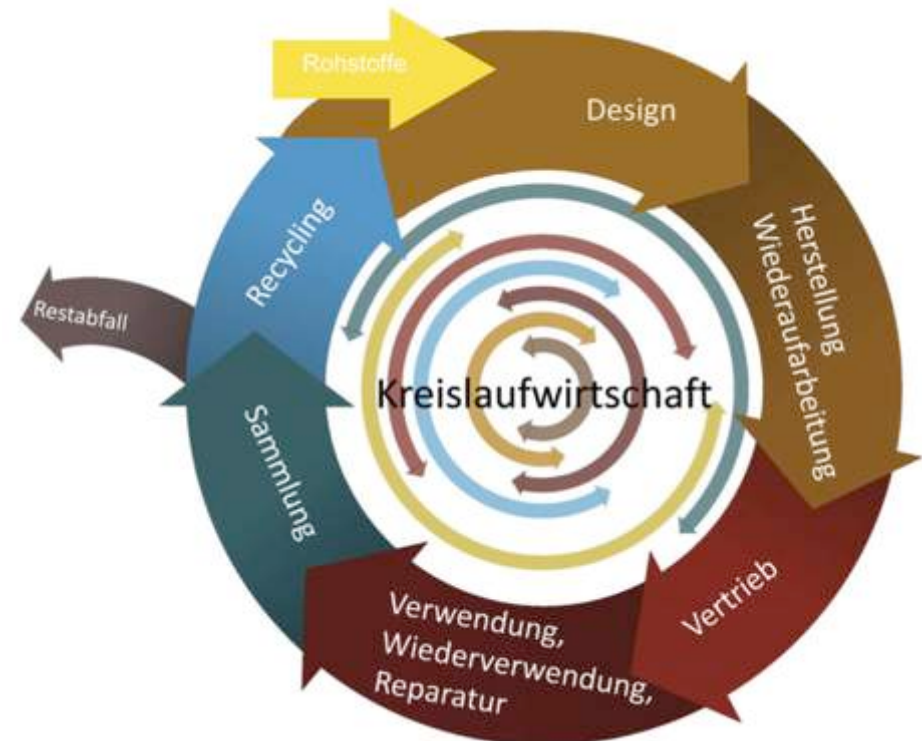 Rohstoffe
Design
Herstellung
Wiederaufarbeitung
Vertrieb
Verwendung,
Wiederverwendung,
Reparatur
Sammlung
Recycling
Restabfall
Kreislaufwirtschaft